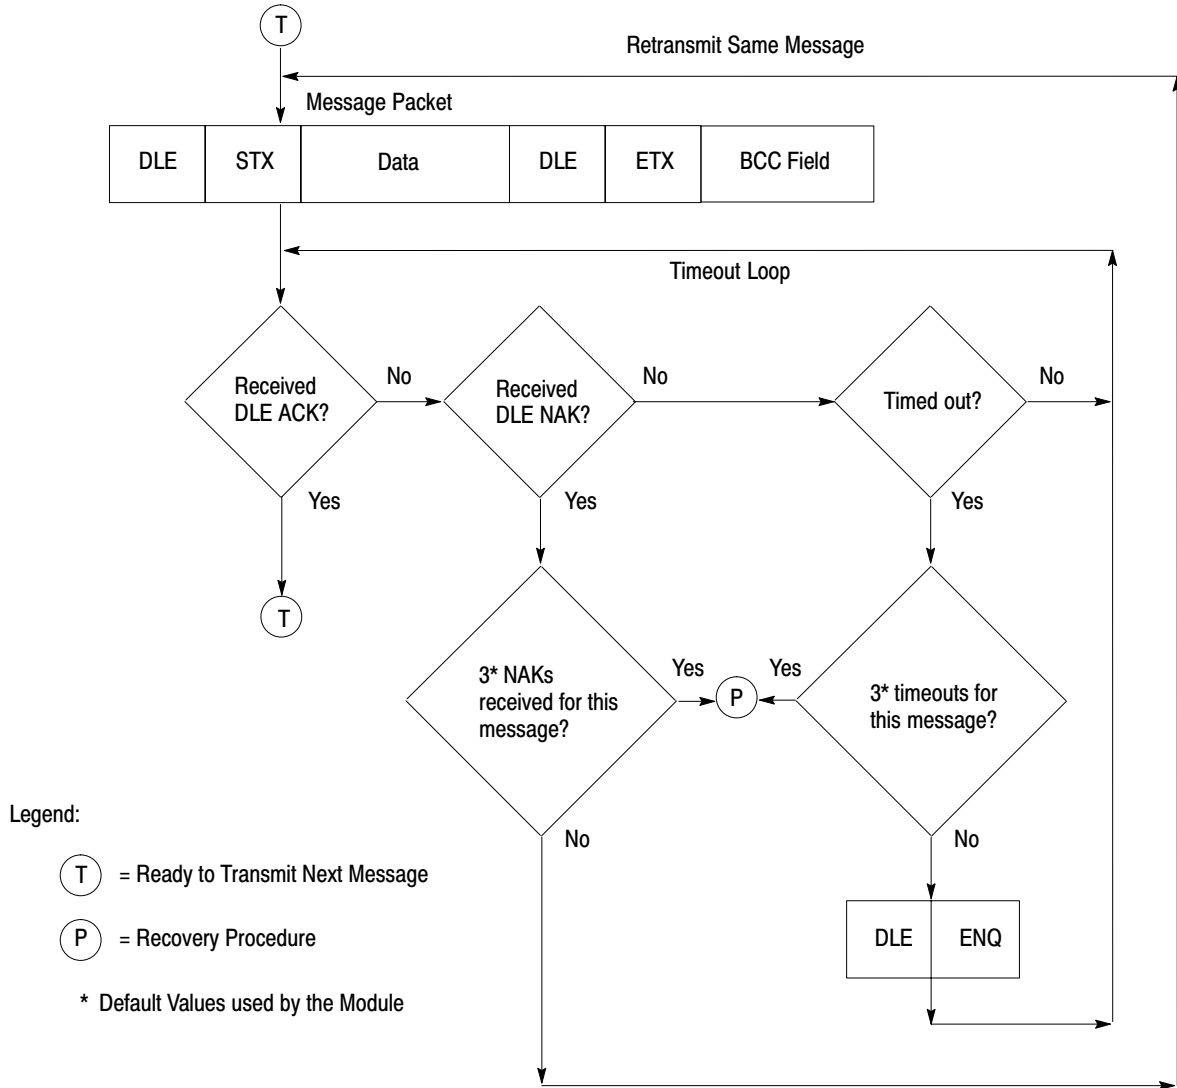 T
Retransmit Same Message
Message Packet
DLE STX Data DLE ETX BCC Field
Timeout Loop
Received
DLE ACK?
No
Received
DLE NAK?
No
Timed out?
No
Yes
Yes
Yes
T
3* NAKs
received for this
message?
Yes
P
Yes
3* timeouts for
this message?
No
No
DLE ENQ
Legend:
T = Ready to Transmit Next Message
P = Recovery Procedure
* Default Values used by the Module